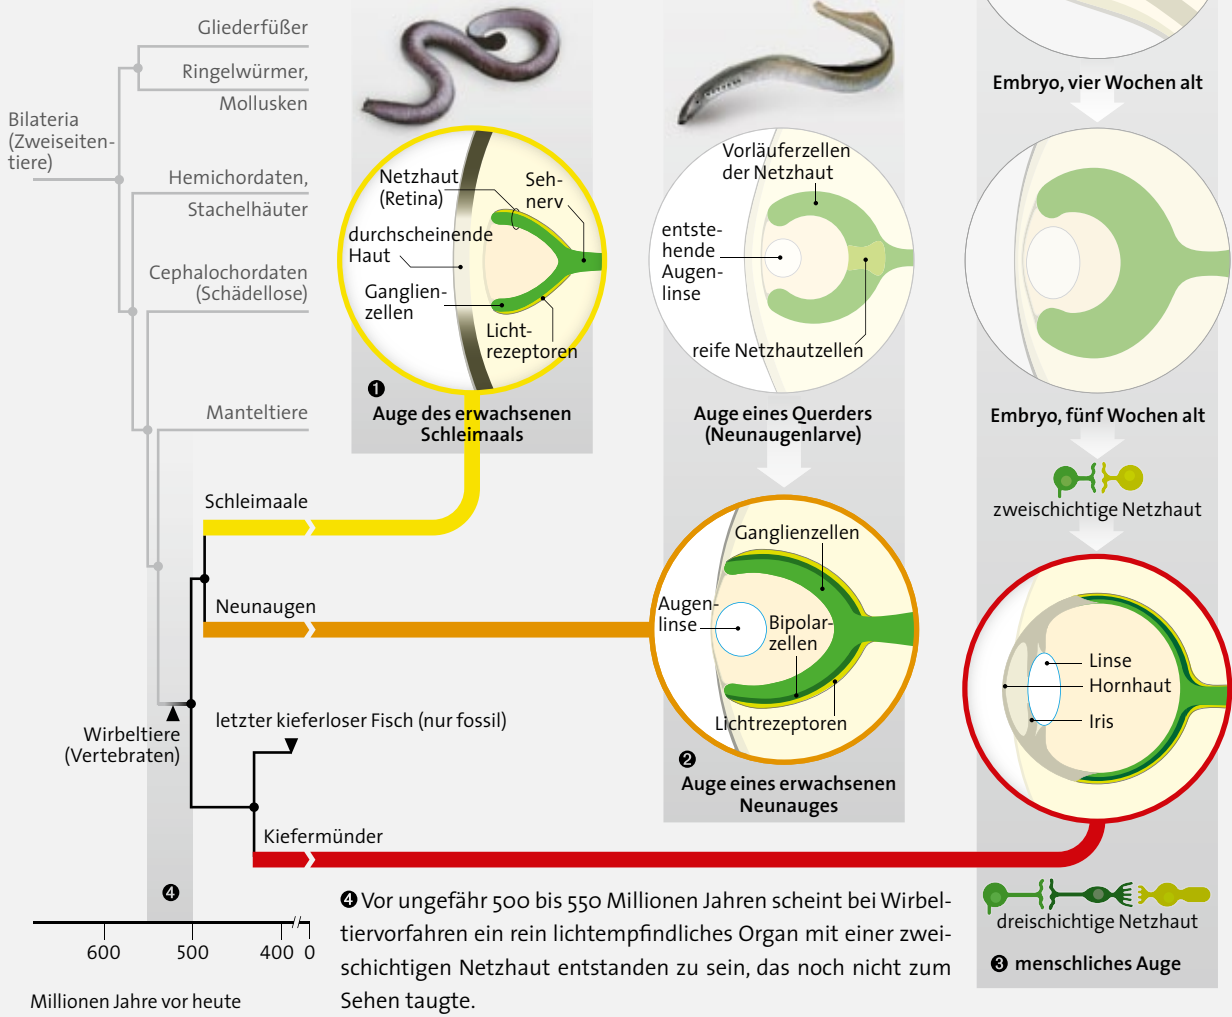 Gliederfüßer
Ringelwürmer,
Mollusken
Bilateria
(Zweiseiten-
tiere)
Hemichordaten,
Stachelhäuter
Cephalochordaten
(Schädellose)
Manteltiere
Schleimaale
Neunaugen
Wirbeltiere
(Vertebraten)
letzter kieferloser Fisch (nur fossil)
Kiefermünder
❹
600
500
400
0
Millionen Jahre vor heute
Netzhaut
(Retina)
Seh-
nerv
durchscheinende
Haut
Ganglien-
zellen
Licht-
rezeptoren
❶
Auge des erwachsenen
Schleimaals
Vorläuferzellen
der Netzhaut
entste-
hende
Augen-
linse
reife Netzhautzellen
Auge eines Querders
(Neunaugenlarve)
Ganglienzellen
Augen-
linse
Bipolar-
zellen
Lichtrezeptoren
❷
Auge eines erwachsenen
Neunauges
Embryo, vier Wochen alt
Embryo, fünf Wochen alt
zweischichtige Netzhaut
Linse
Hornhaut
Iris
dreischichtige Netzhaut
❸ menschliches Auge
❹ Vor ungefähr 500 bis 550 Millionen Jahren scheint bei Wirbel-
tiervorfahren ein rein lichtempfindliches Organ mit einer zwei-
schichtigen Netzhaut entstanden zu sein, das noch nicht zum
Sehen taugte.